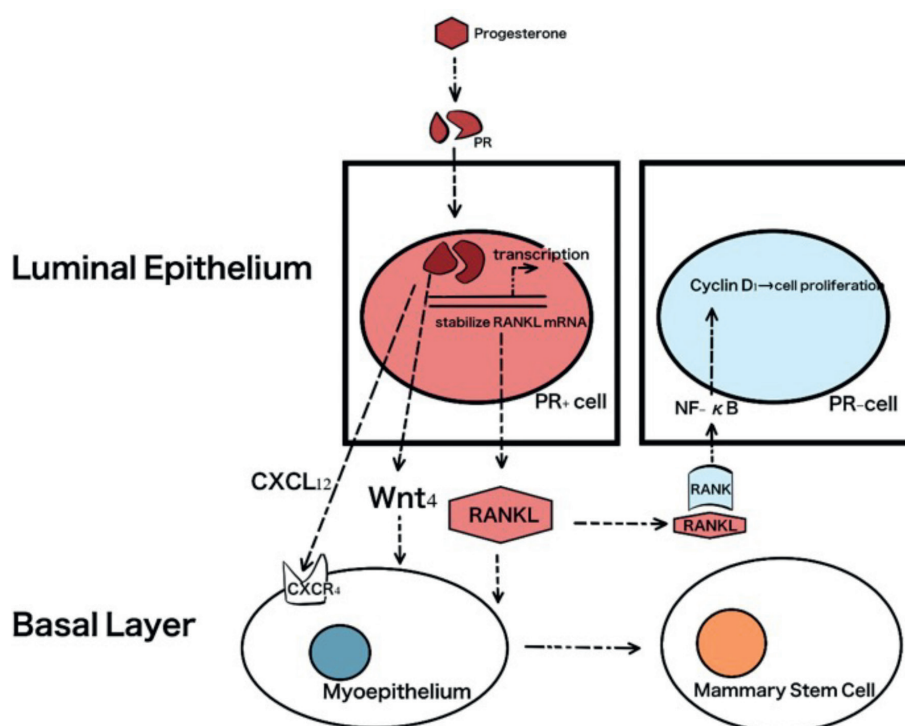 Progesterone
PR
Luminal Epithelium
transcription
stabilize RANKL mRNA
PR+ cell
Cyclin D1→cell proliferation
PR-cell
NF- κB
CXCL12
Wnt4
RANKL
RANK
RANKL
CXCR4
Basal Layer
Myoepithelium
Mammary Stem Cell